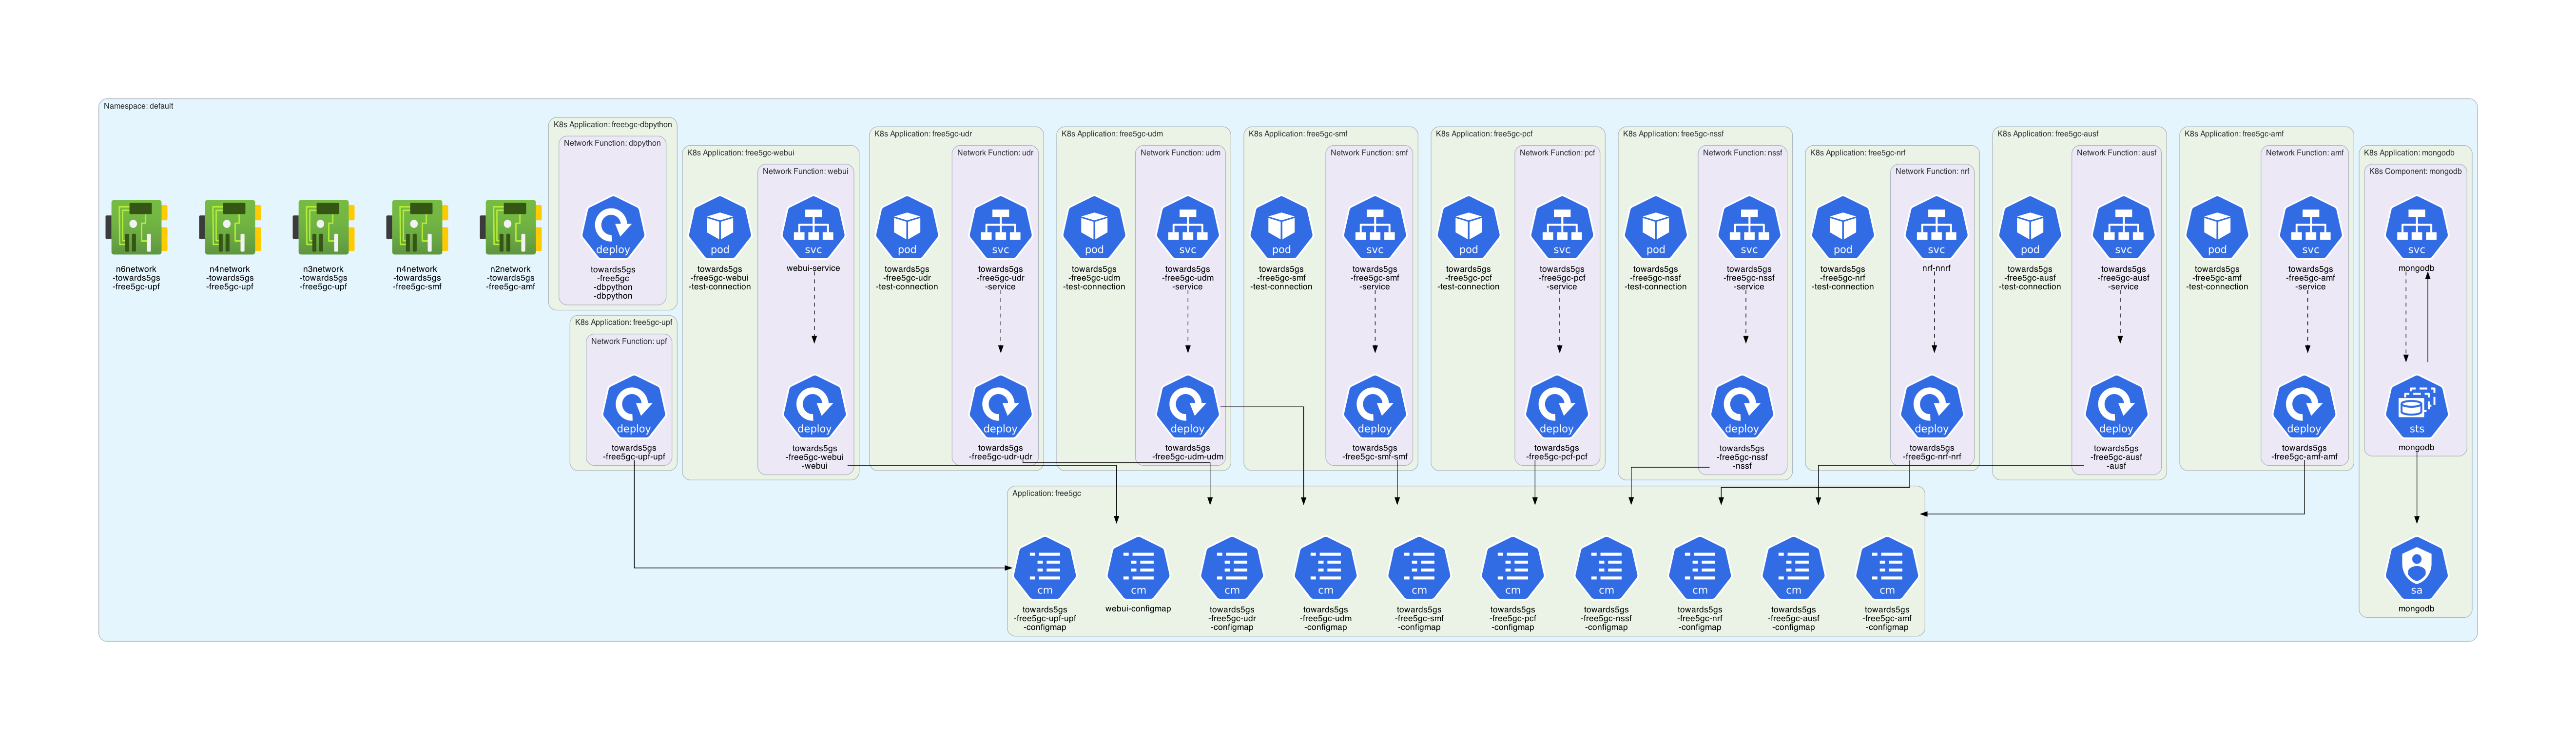 Namespace: default
n6network
-towards5gs
-free5gc-upf
n4network
-towards5gs
-free5gc-upf
n3network
-towards5gs
-free5gc-upf
n4network
-towards5gs
-free5gc-smf
n2network
-towards5gs
-free5gc-amf
K8s Application: free5gc-dbpython
Network Function: dbpython
deploy
towards5gs
-free5gc
-dbpython
-dbpython
K8s Application: free5gc-upf
Network Function: upf
deploy
towards5gs
-free5gc-upf-upf
K8s Application: free5gc-webui
Network Function: webui
pod
towards5gs
-free5gc-webui
-test-connection
svc
webui-service
deploy
towards5gs
-free5gc-webui
-webui
K8s Application: free5gc-udr
Network Function: udr
pod
towards5gs
-free5gc-udr
-test-connection
svc
towards5gs
-free5gc-udr
-service
deploy
towards5gs
-free5gc-udr-udr
K8s Application: free5gc-udm
Network Function: udm
pod
towards5gs
-free5gc-udm
-test-connection
svc
towards5gs
-free5gc-udm
-service
deploy
towards5gs
-free5gc-udm-udm
K8s Application: free5gc-smf
Network Function: smf
pod
towards5gs
-free5gc-smf
-test-connection
svc
towards5gs
-free5gc-smf
-service
deploy
towards5gs
-free5gc-smf-smf
K8s Application: free5gc-pcf
Network Function: pcf
pod
towards5gs
-free5gc-pcf
-test-connection
svc
towards5gs
-free5gc-pcf
-service
deploy
towards5gs
-free5gc-pcf-pcf
K8s Application: free5gc-nssf
Network Function: nssf
pod
towards5gs
-free5gc-nssf
-test-connection
svc
towards5gs
-free5gc-nssf
-service
deploy
towards5gs
-free5gc-nssf
-nssf
K8s Application: free5gc-nrf
Network Function: nrf
pod
towards5gs
-free5gc-nrf
-test-connection
svc
nrf-nnrf
deploy
towards5gs
-free5gc-nrf-nrf
K8s Application: free5gc-ausf
Network Function: ausf
pod
towards5gs
-free5gc-ausf
-test-connection
svc
towards5gs
-free5gc-ausf
-service
deploy
towards5gs
-free5gc-ausf
-ausf
K8s Application: free5gc-amf
Network Function: amf
pod
towards5gs
-free5gc-amf
-test-connection
svc
towards5gs
-free5gc-amf
-service
deploy
towards5gs
-free5gc-amf-amf
K8s Application: mongodb
K8s Component: mongodb
svc
mongodb
sts
mongodb
sa
mongodb
Application: free5gc
cm
towards5gs
-free5gc-upf-upf
-configmap
cm
webui-configmap
cm
towards5gs
-free5gc-udr
-configmap
cm
towards5gs
-free5gc-udm
-configmap
cm
towards5gs
-free5gc-smf
-configmap
cm
towards5gs
-free5gc-pcf
-configmap
cm
towards5gs
-free5gc-nssf
-configmap
cm
towards5gs
-free5gc-nrf
-configmap
cm
towards5gs
-free5gc-ausf
-configmap
cm
towards5gs
-free5gc-amf
-configmap